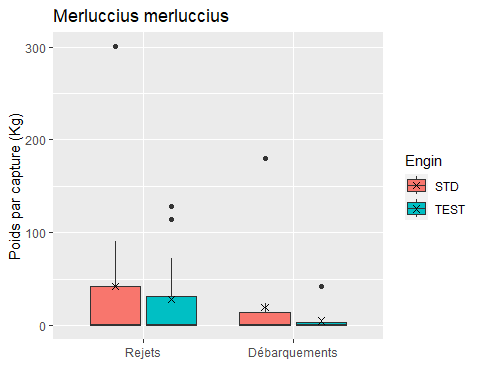 Merluccius merluccius
Poids par capture (Kg)
300
200
100
0
Rejets
Débarquements
Engin
STD
TEST